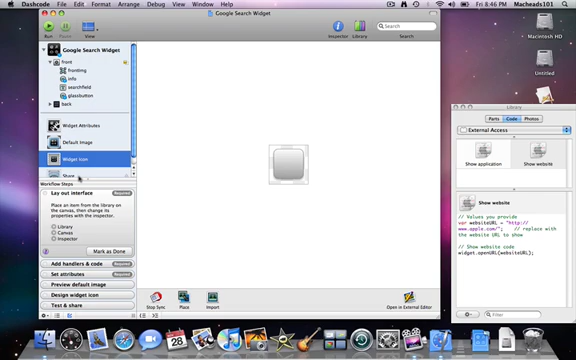 Dashcode File Edit Format Arrange View Window Help
Fri 8:46 PM Macheads101
Google Search Widget
Run Pause View
Inspector Library Search
Search
Google Search Widget
front
frontImg
info
searchfield
glassbutton
back
Widget Attributes
Default Image
Widget Icon
Share
Workflow Steps
Lay out interface Required
Place an item from the library on
the canvas, then change its
properties with the inspector.
Library
Canvas
Inspector
Mark as Done
Add handlers & code Required
Set attributes Required
Preview default image
Design widget icon
Test & share
Stop Sync Place Import Open in External Editor
Macintosh HD
Untitled
Library
Parts Code Photos
External Access
Show application Show website
Show website
// Values you provide
var websiteURL = "http://
www.apple.com/"; // replace with
the website URL to show
// Show website code
widget.openURL(websiteURL);
Filter
28